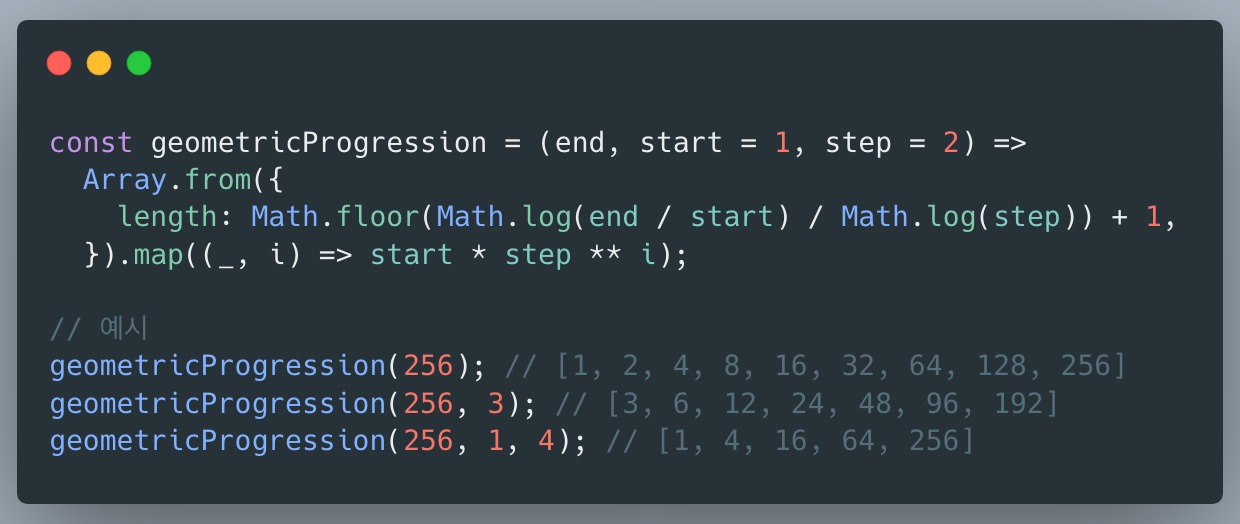 const geometricProgression = (end, start = 1, step = 2) =>
  Array.from({
    length: Math.floor(Math.log(end / start) / Math.log(step)) + 1,
  }).map((_, i) => start * step ** i);

// 예시
geometricProgression(256); // [1, 2, 4, 8, 16, 32, 64, 128, 256]
geometricProgression(256, 3); // [3, 6, 12, 24, 48, 96, 192]
geometricProgression(256, 1, 4); // [1, 4, 16, 64, 256]